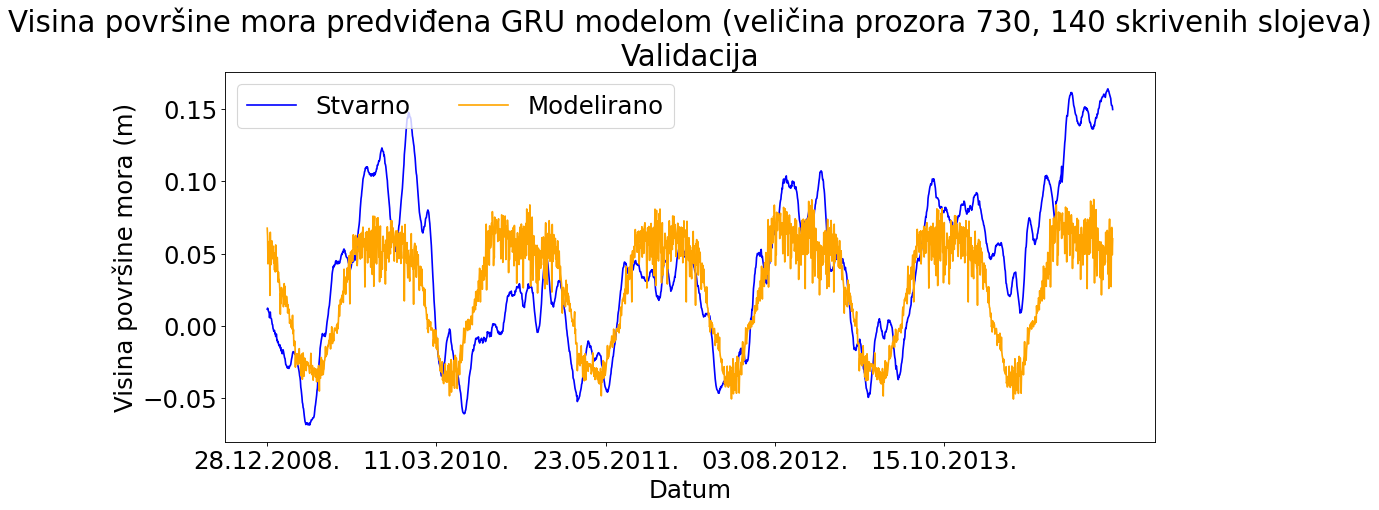 Visina površine mora predviđena GRU modelom (veličina prozora 730, 140 skrivenih slojeva)
Validacija
Stvarno
Modelirano
Visina površine mora (m)
0.15
0.10
0.05
0.00
−0.05
28.12.2008.
11.03.2010.
23.05.2011.
03.08.2012.
15.10.2013.
Datum